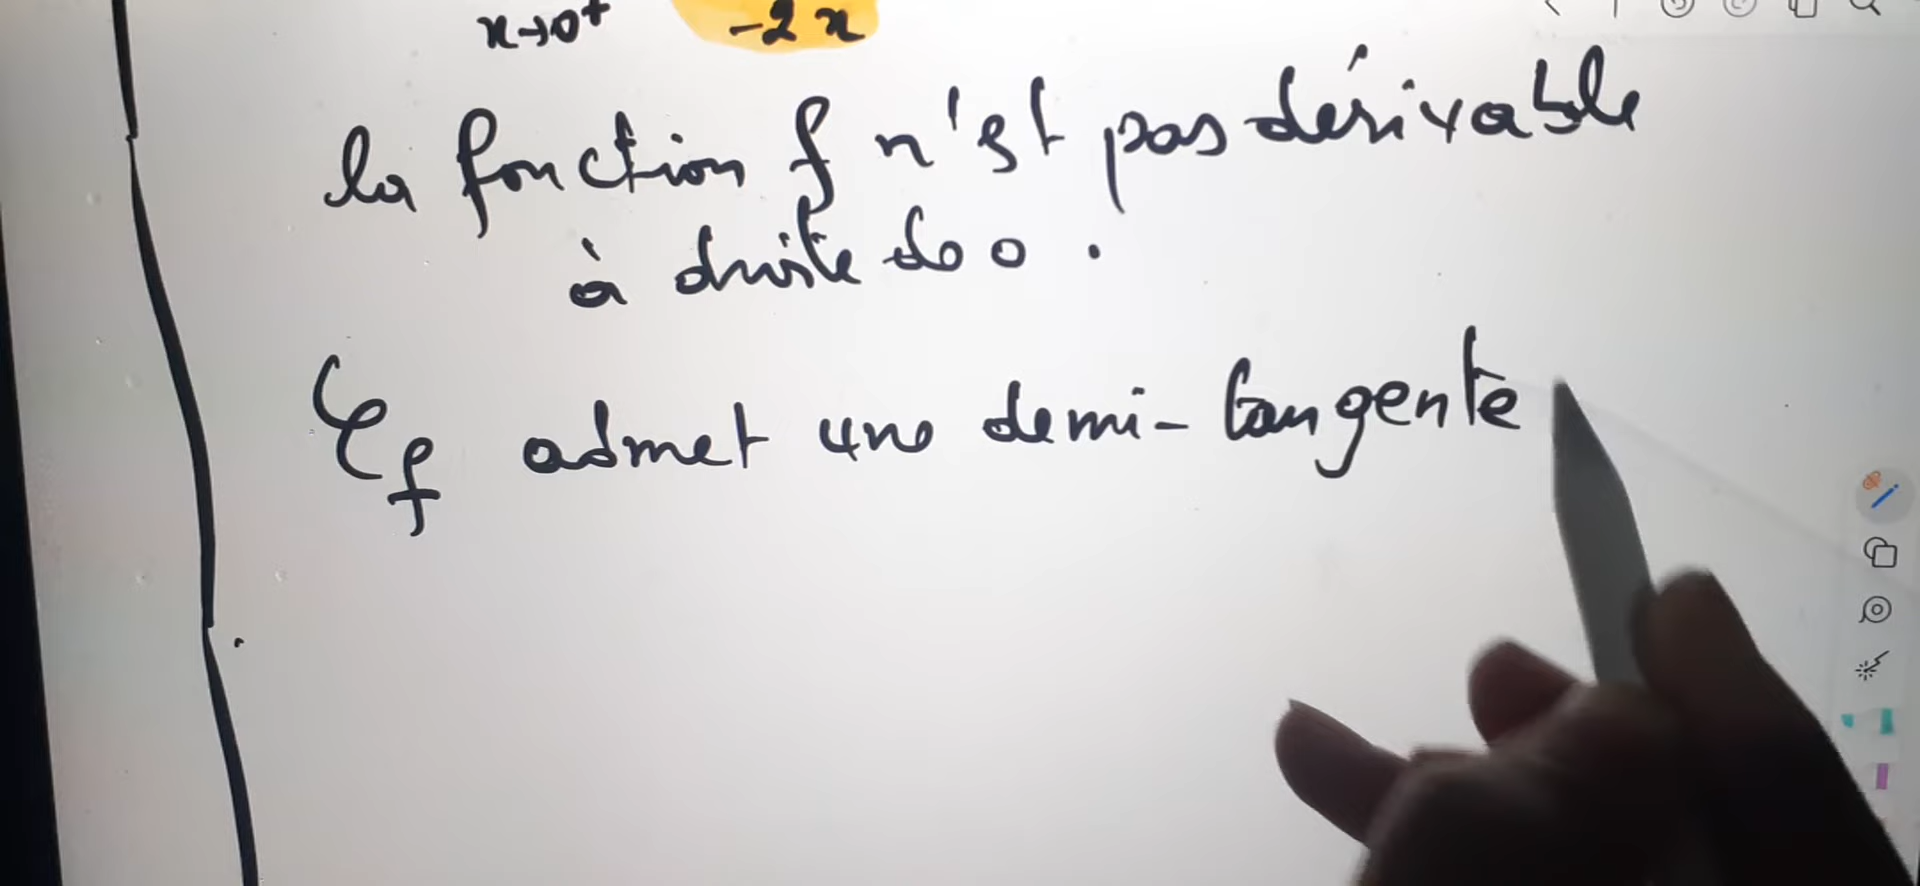 x→0⁺ -2x
la fonction f n'est pas dérivable
à droite de 0 .
𝒞f admet une demi-tangente